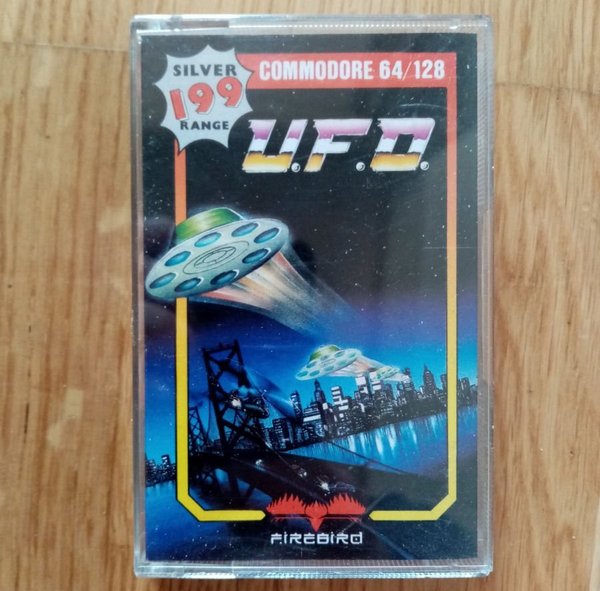 SILVER
199
RANGE
COMMODORE 64/128
U.F.O.
FIREBIRD